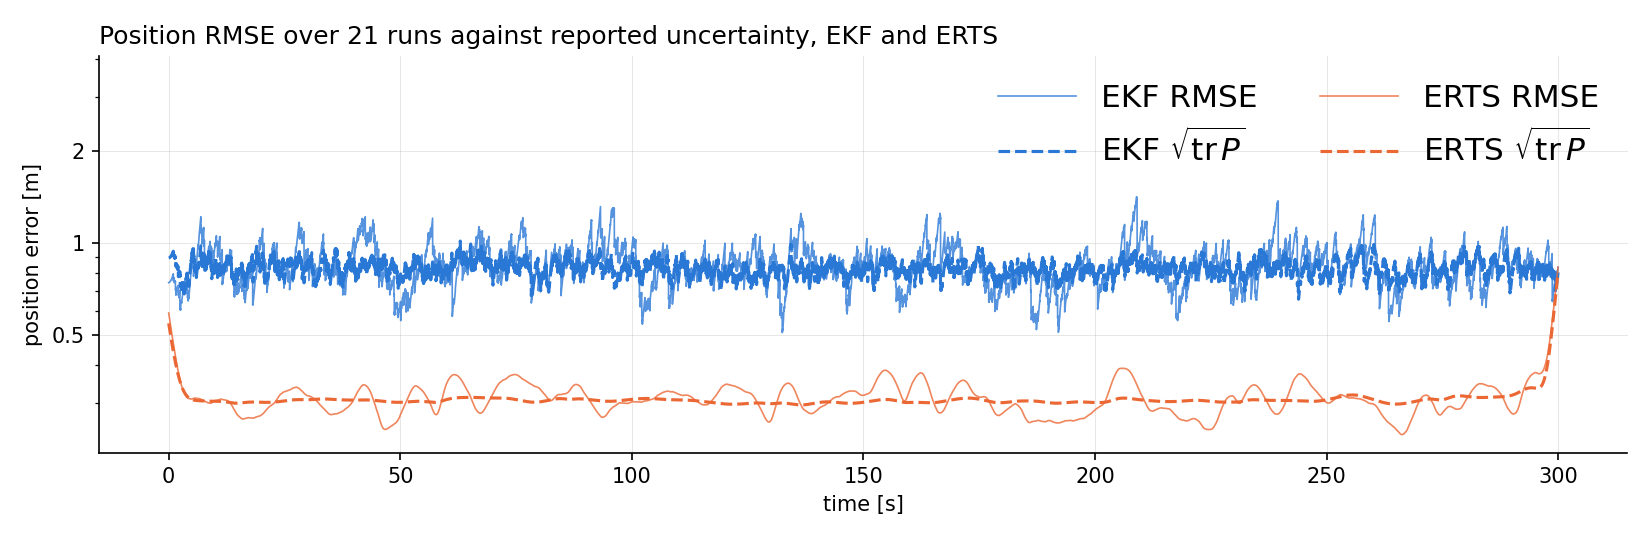 Position RMSE over 21 runs against reported uncertainty, EKF and ERTS
EKF RMSE
EKF √tr P
ERTS RMSE
ERTS √tr P
position error [m]
2
1
0.5
0
50
100
150
200
250
300
time [s]